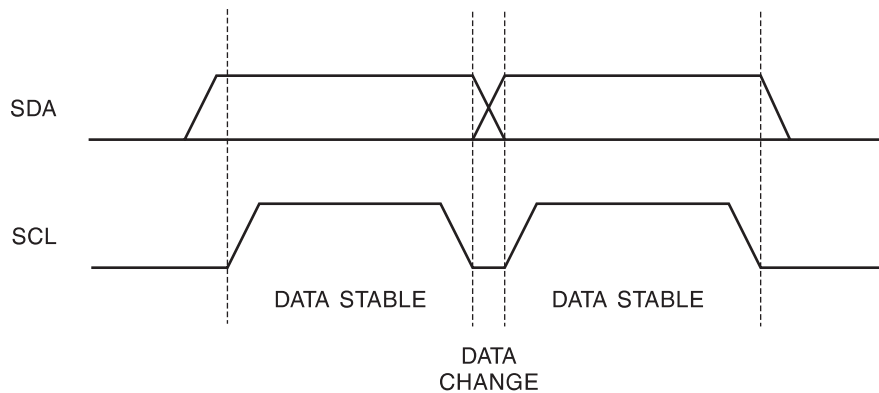 SDA
SCL
DATA STABLE
DATA STABLE
DATA
CHANGE